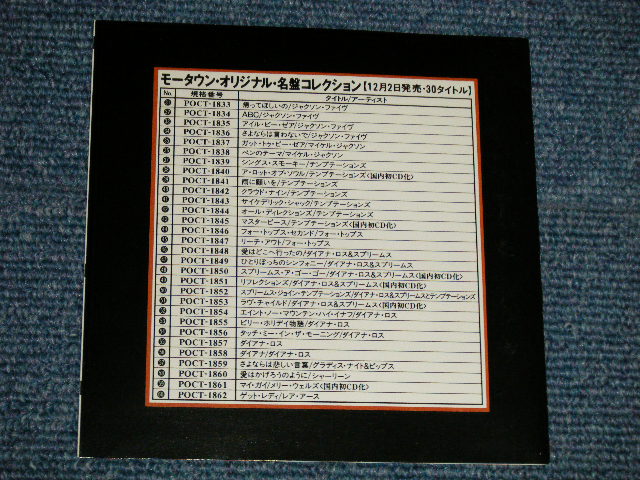 モータウン・オリジナル・名盤コレクション【12月2日発売・30タイトル】
No. 規格番号 タイトル/アーティスト
POCT-1833 帰ってほしいの/ジャクソン・ファイヴ
POCT-1834 ABC/ジャクソン・ファイヴ
POCT-1835 アイル・ビー・ゼア/ジャクソン・ファイヴ
POCT-1836 さよならは言わないで/ジャクソン・ファイヴ
POCT-1837 ガット・トゥ・ビー・ゼア/マイケル・ジャクソン
POCT-1838 ベンのテーマ/マイケル・ジャクソン
POCT-1839 シングス・スモーキー/テンプテーションズ
POCT-1840 ア・ロット・オブ・ソウル/テンプテーションズ〈国内初CD化〉
POCT-1841 雨に願いを/テンプテーションズ
POCT-1842 クラウド・ナイン/テンプテーションズ
POCT-1843 サイケデリック・シャック/テンプテーションズ
POCT-1844 オール・ディレクションズ/テンプテーションズ
POCT-1845 マスターピース/テンプテーションズ〈国内初CD化〉
POCT-1846 フォー・トップス・セカンド/フォー・トップス
POCT-1847 リーチ・アウト/フォー・トップス
POCT-1848 愛はどこへ行ったの/ダイアナ・ロス&スプリームス
POCT-1849 ひとりぼっちのシンフォニー/ダイアナ・ロス&スプリームス
POCT-1850 スプリームス・ア・ゴー・ゴー/ダイアナ・ロス&スプリームス〈国内初CD化〉
POCT-1851 リフレクションズ/ダイアナ・ロス&スプリームス〈国内初CD化〉
POCT-1852 スプリームス・ジョイン・テンプテーションズ/ダイアナ・ロス&スプリームスとテンプテーションズ
POCT-1853 ラヴ・チャイルド/ダイアナ・ロス&スプリームス〈国内初CD化〉
POCT-1854 エイント・ノー・マウンテン・ハイ・イナフ/ダイアナ・ロス
POCT-1855 ビリー・ホリデイ物語/ダイアナ・ロス
POCT-1856 タッチ・ミー・イン・ザ・モーニング/ダイアナ・ロス
POCT-1857 ダイアナ・ロス
POCT-1858 ダイアナ/ダイアナ・ロス
POCT-1859 さよならは悲しい言葉/グラディス・ナイト&ピップス
POCT-1860 愛はかげろうのように/シャーリーン
POCT-1861 マイ・ガイ/メリー・ウェルズ〈国内初CD化〉
POCT-1862 ゲット・レディ/レア・アース